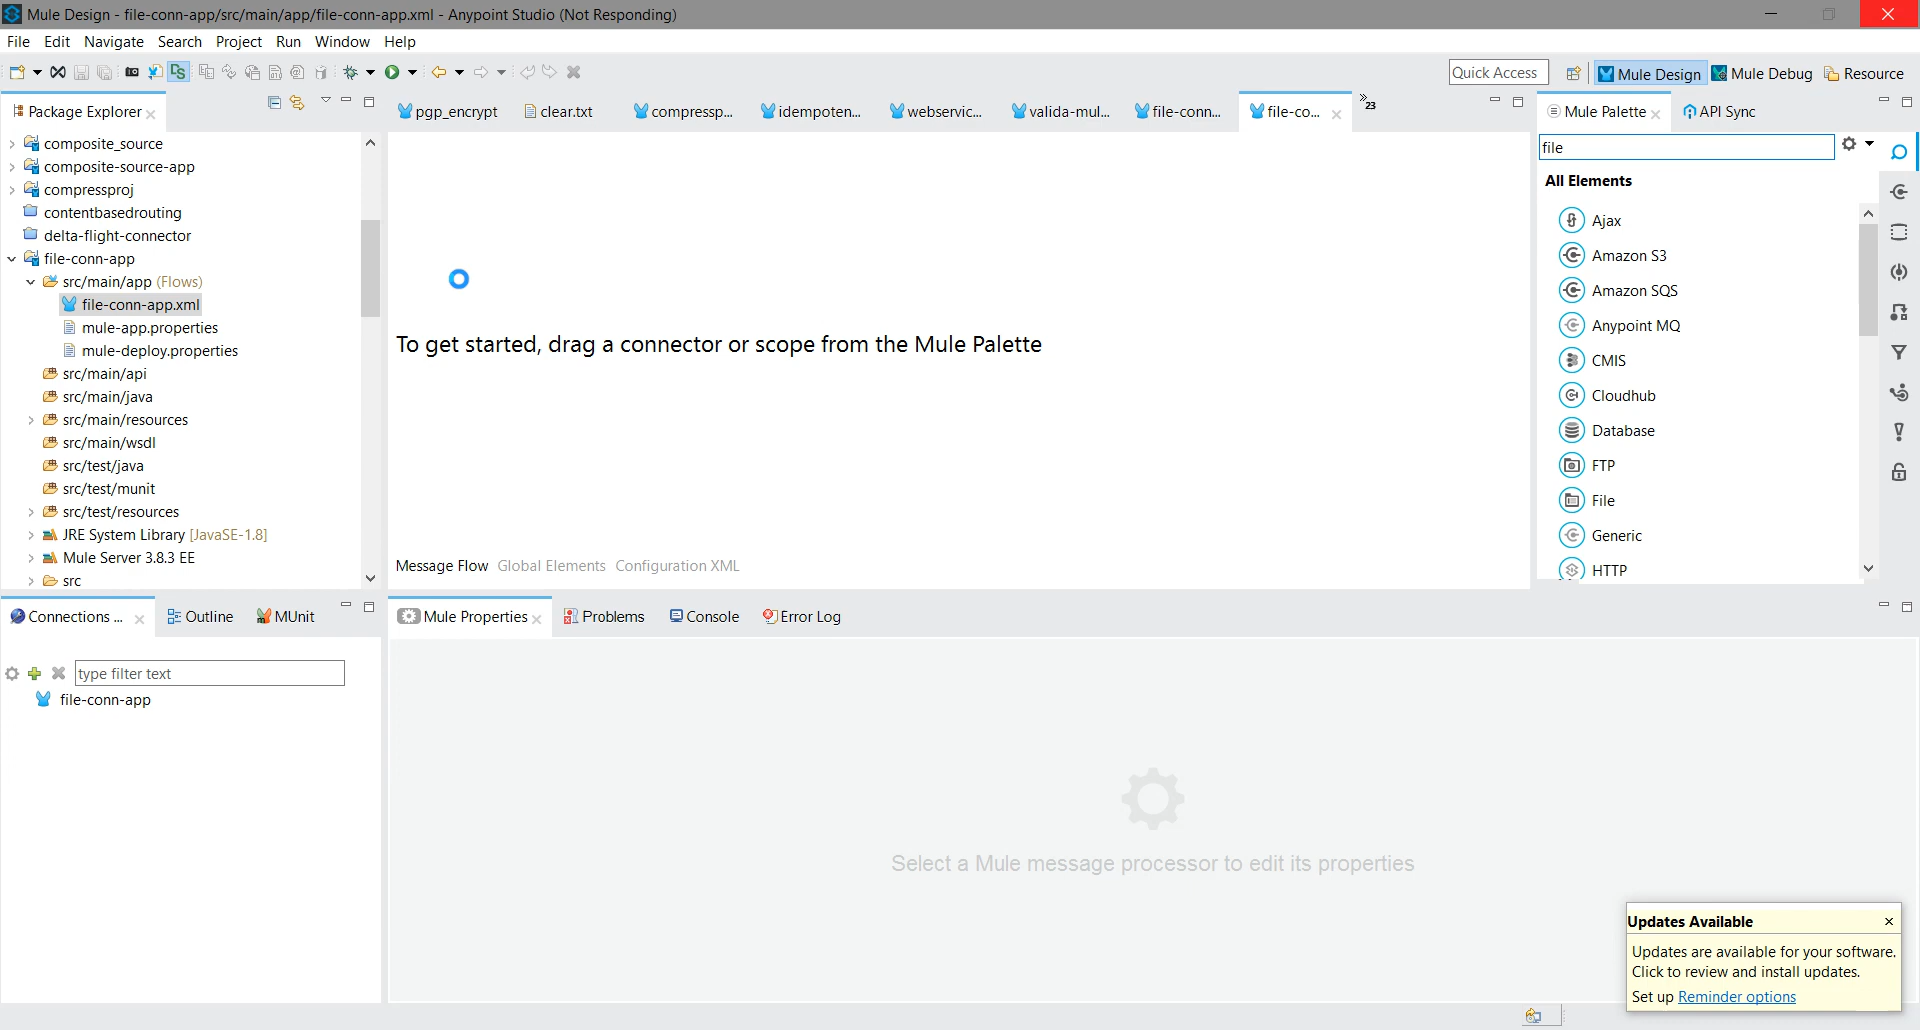 Mule Design - file-conn-app/src/main/app/file-conn-app.xml - Anypoint Studio (Not Responding)
File Edit Navigate Search Project Run Window Help
Quick Access
Mule Design
Mule Debug
Resource
Package Explorer
composite_source
composite-source-app
compressproj
contentbasedrouting
delta-flight-connector
file-conn-app
src/main/app (Flows)
file-conn-app.xml
mule-app.properties
mule-deploy.properties
src/main/api
src/main/java
src/main/resources
src/main/wsdl
src/test/java
src/test/munit
src/test/resources
JRE System Library [JavaSE-1.8]
Mule Server 3.8.3 EE
src
pgp_encrypt
clear.txt
compressp...
idempoten...
webservic...
valida-mul...
file-conn...
file-co...
»23
To get started, drag a connector or scope from the Mule Palette
Message Flow Global Elements Configuration XML
Mule Palette
API Sync
file
All Elements
Ajax
Amazon S3
Amazon SQS
Anypoint MQ
CMIS
Cloudhub
Database
FTP
File
Generic
HTTP
Connections ...
Outline
MUnit
type filter text
file-conn-app
Mule Properties
Problems
Console
Error Log
Select a Mule message processor to edit its properties
Updates Available
Updates are available for your software.
Click to review and install updates.
Set up Reminder options